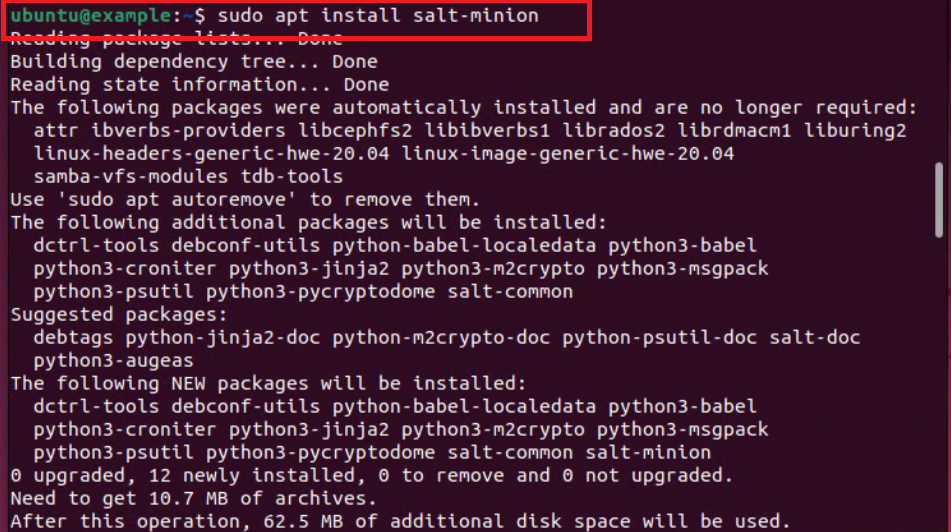 ubuntu@example:~$ sudo apt install salt-minion
Reading package lists... Done
Building dependency tree... Done
Reading state information... Done
The following packages were automatically installed and are no longer required:
  attr ibverbs-providers libcephfs2 libibverbs1 librados2 librdmacm1 liburing2
  linux-headers-generic-hwe-20.04 linux-image-generic-hwe-20.04
  samba-vfs-modules tdb-tools
Use 'sudo apt autoremove' to remove them.
The following additional packages will be installed:
  dctrl-tools debconf-utils python-babel-localedata python3-babel
  python3-croniter python3-jinja2 python3-m2crypto python3-msgpack
  python3-psutil python3-pycryptodome salt-common
Suggested packages:
  debtags python-jinja2-doc python-m2crypto-doc python-psutil-doc salt-doc
  python3-augeas
The following NEW packages will be installed:
  dctrl-tools debconf-utils python-babel-localedata python3-babel
  python3-croniter python3-jinja2 python3-m2crypto python3-msgpack
  python3-psutil python3-pycryptodome salt-common salt-minion
0 upgraded, 12 newly installed, 0 to remove and 0 not upgraded.
Need to get 10.7 MB of archives.
After this operation, 62.5 MB of additional disk space will be used.